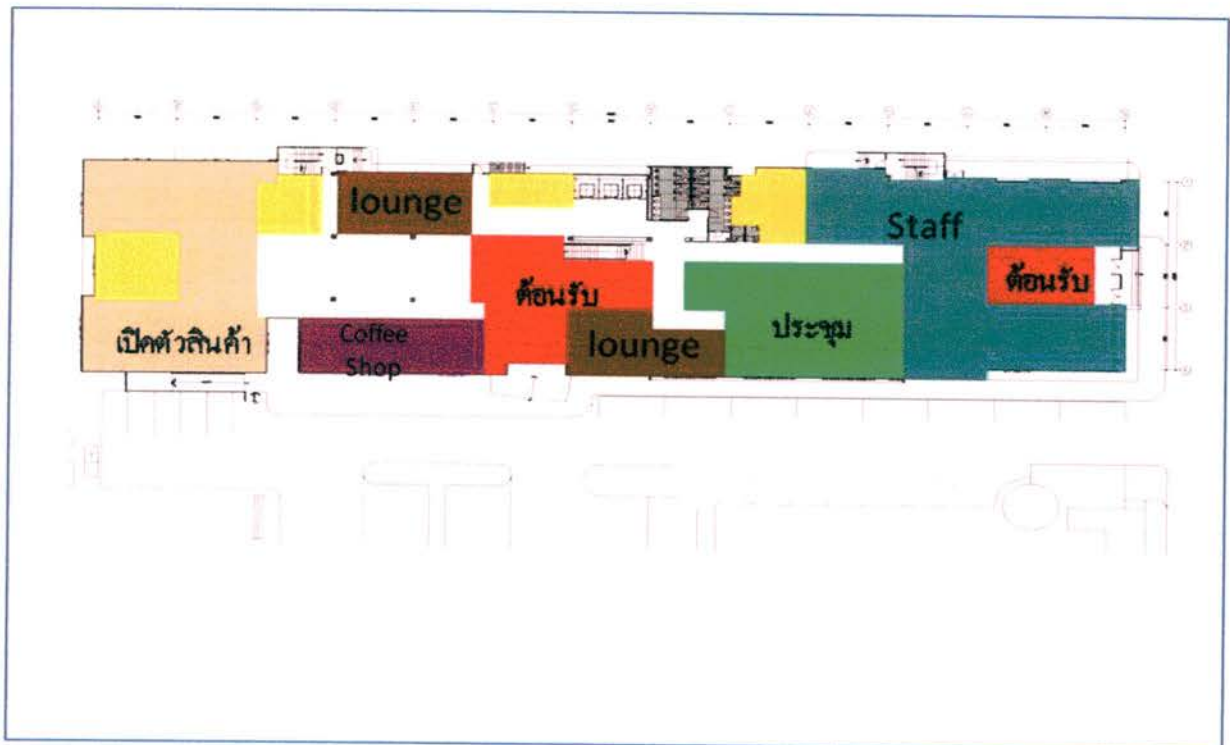 lounge
Staff
ต้อนรับ
ต้อนรับ
เปิดตัวสินค้า
Coffee
Shop
lounge
ประชุม